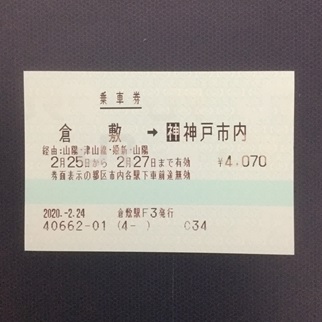 乗車券
倉敷 → 神 神戸市内
経由:山陽・津山線・姫新・山陽
2月25日から 2月27日まで有効 ¥4,070
券面表示の都区市内各駅下車前途無効
2020.-2.24 倉敷駅F3発行
40662-01 (4- ) C34